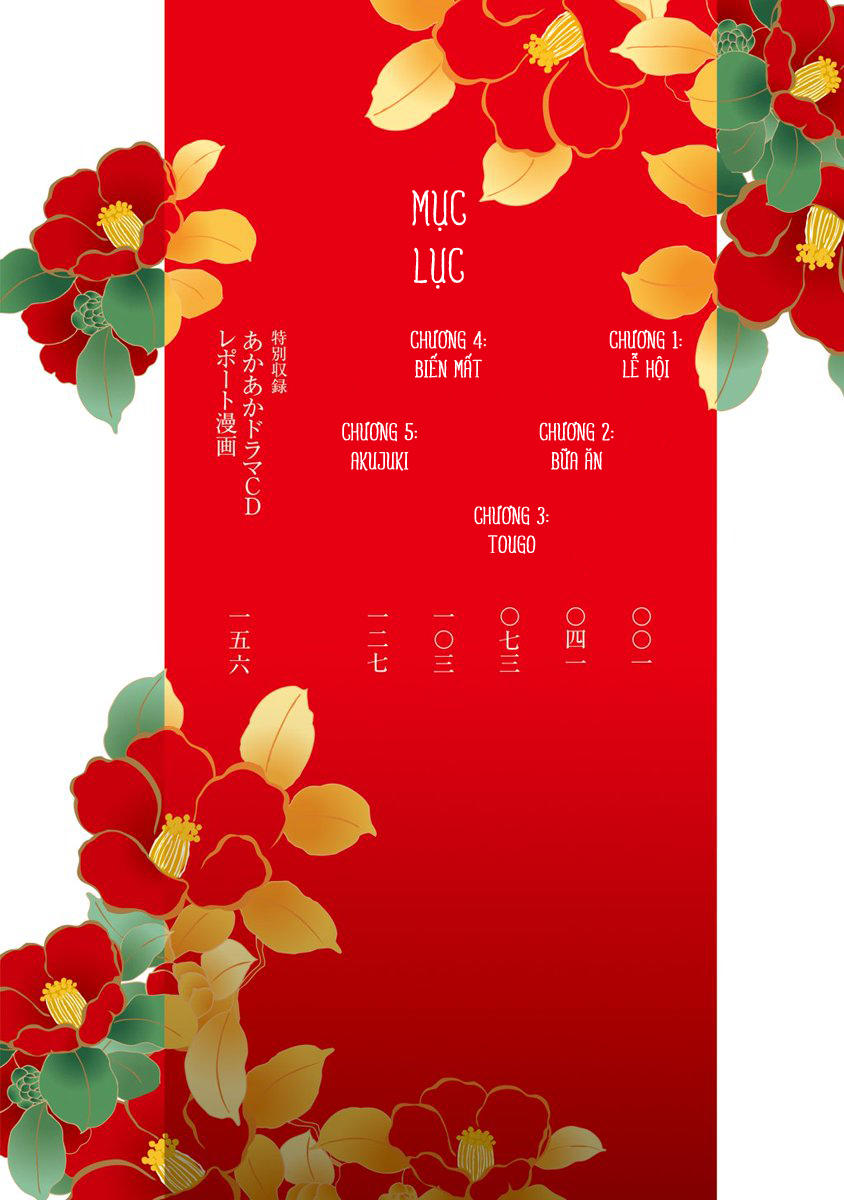 MỤC
LỤC
CHƯƠNG 1:
LỄ HỘI
CHƯƠNG 2:
BỮA ĂN
CHƯƠNG 3:
TOUGO
CHƯƠNG 4:
BIẾN MẤT
CHƯƠNG 5:
AKUJUKI
特別収録
あかあかドラマCD
レポート漫画
〇〇一
〇四一
〇七三
一〇三
一二七
一五六